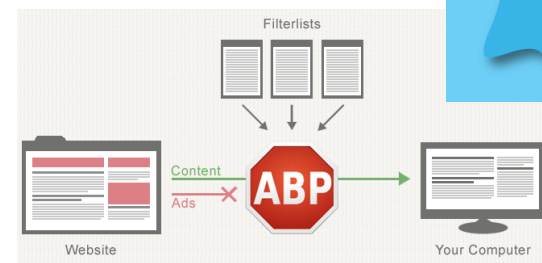 Filterlists
Content
Ads
ABP
Website
Your Computer